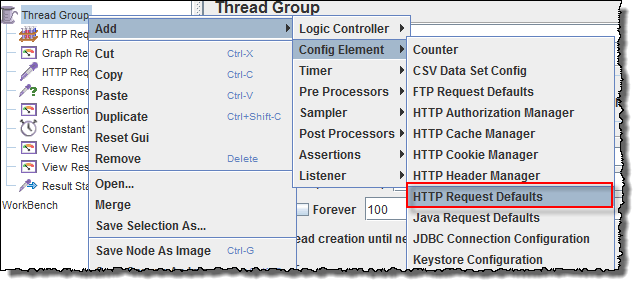 Thread Group
Thread Group
HTTP Req
Graph Re
HTTP Req
Response
Assertion
Constant
View Res
View Res
Result Sta
WorkBench
Add
Cut Ctrl-X
Copy Ctrl-C
Paste Ctrl-V
Duplicate Ctrl+Shift-C
Reset Gui
Remove Delete
Open...
Merge
Save Selection As...
Save Node As Image Ctrl-G
Logic Controller
Config Element
Timer
Pre Processors
Sampler
Post Processors
Assertions
Listener
Counter
CSV Data Set Config
FTP Request Defaults
HTTP Authorization Manager
HTTP Cache Manager
HTTP Cookie Manager
HTTP Header Manager
HTTP Request Defaults
Java Request Defaults
JDBC Connection Configuration
Keystore Configuration
Forever 100
read creation until ne